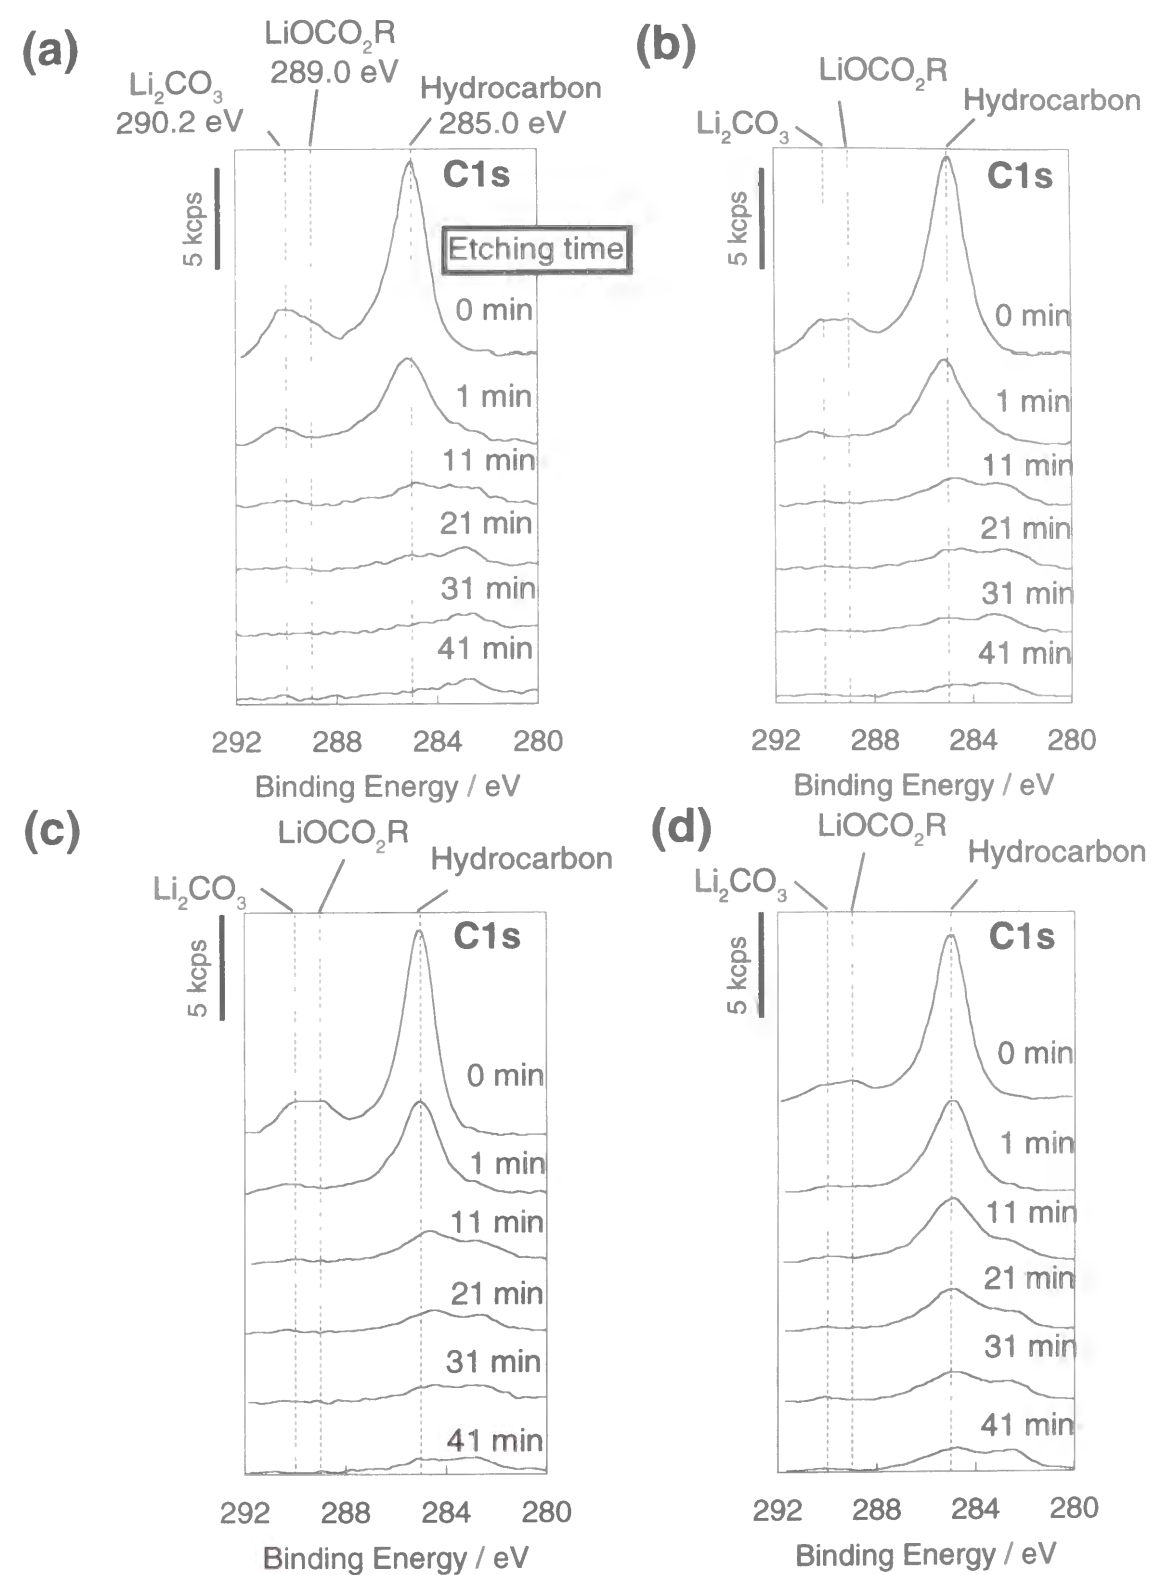 (a)
LiOCO₂R
289.0 eV
Li₂CO₃
290.2 eV
Hydrocarbon
285.0 eV
C1s
5 kcps
Etching time
0 min
1 min
11 min
21 min
31 min
41 min
292 288 284 280
Binding Energy / eV
(b)
LiOCO₂R
Hydrocarbon
Li₂CO₃
C1s
5 kcps
0 min
1 min
11 min
21 min
31 min
41 min
292 288 284 280
Binding Energy / eV
(c)
LiOCO₂R
Hydrocarbon
Li₂CO₃
C1s
5 kcps
0 min
1 min
11 min
21 min
31 min
41 min
292 288 284 280
Binding Energy / eV
(d)
LiOCO₂R
Hydrocarbon
Li₂CO₃
C1s
5 kcps
0 min
1 min
11 min
21 min
31 min
41 min
292 288 284 280
Binding Energy / eV